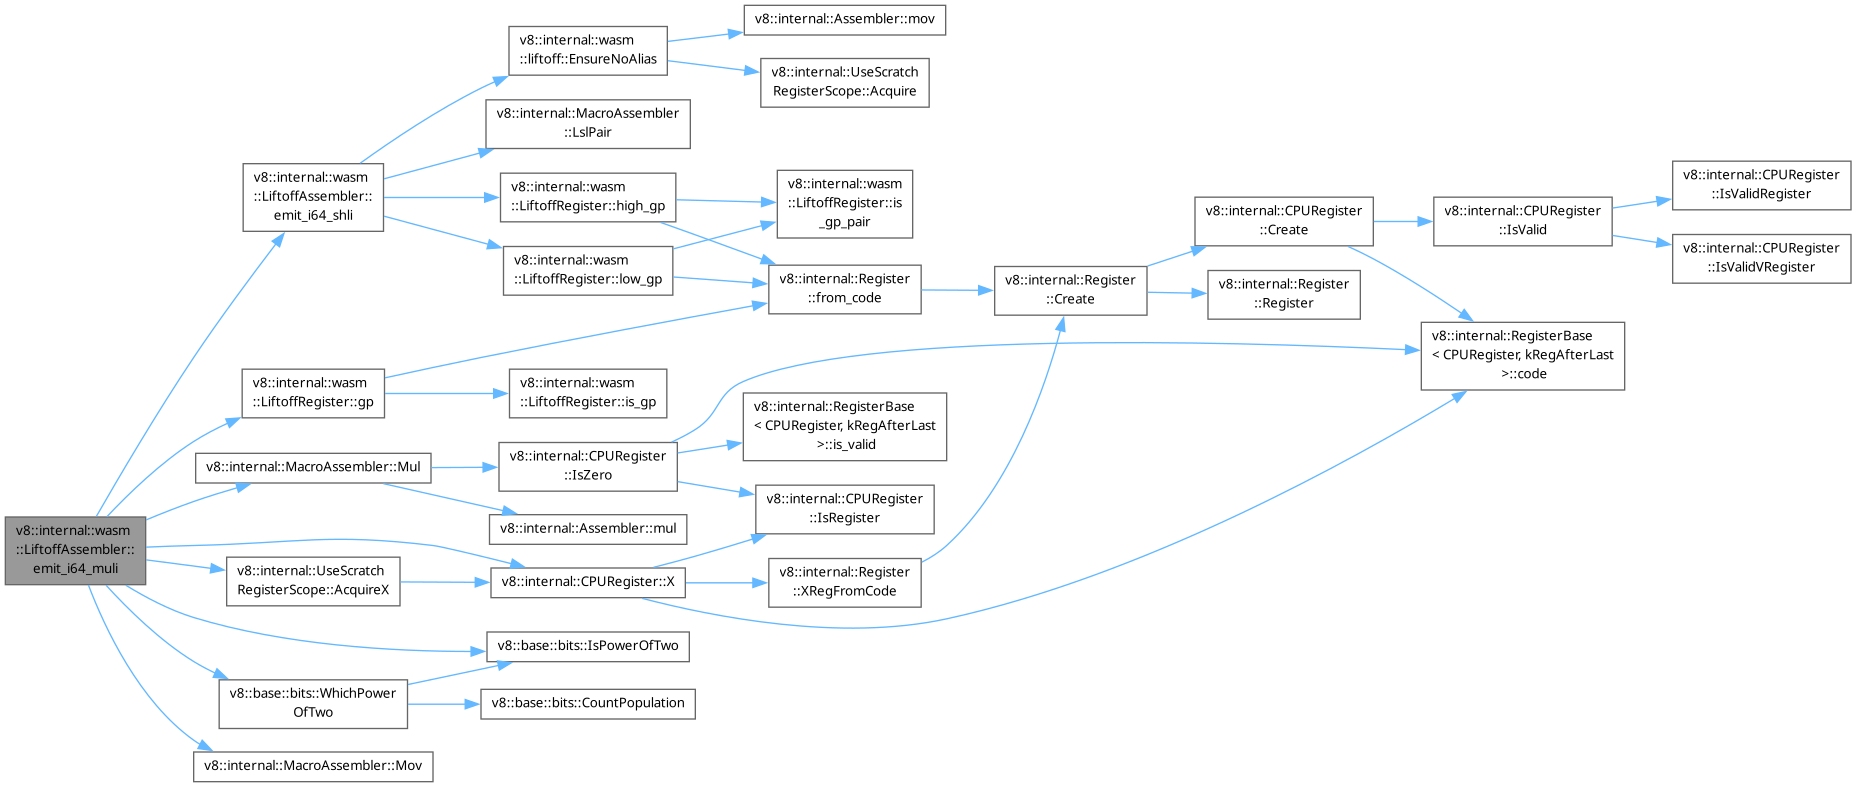 v8::internal::wasm
::LiftoffAssembler::
emit_i64_muli
v8::internal::wasm
::LiftoffAssembler::
emit_i64_shli
v8::internal::wasm
::LiftoffRegister::gp
v8::internal::MacroAssembler::Mul
v8::internal::UseScratch
RegisterScope::AcquireX
v8::base::bits::WhichPower
OfTwo
v8::internal::MacroAssembler::Mov
v8::internal::wasm
::liftoff::EnsureNoAlias
v8::internal::MacroAssembler
::LslPair
v8::internal::wasm
::LiftoffRegister::high_gp
v8::internal::wasm
::LiftoffRegister::low_gp
v8::internal::wasm
::LiftoffRegister::is_gp
v8::internal::CPURegister
::IsZero
v8::internal::Assembler::mul
v8::internal::CPURegister::X
v8::base::bits::IsPowerOfTwo
v8::base::bits::CountPopulation
v8::internal::Assembler::mov
v8::internal::UseScratch
RegisterScope::Acquire
v8::internal::wasm
::LiftoffRegister::is
_gp_pair
v8::internal::Register
::from_code
v8::internal::RegisterBase
< CPURegister, kRegAfterLast
>::is_valid
v8::internal::CPURegister
::IsRegister
v8::internal::Register
::XRegFromCode
v8::internal::Register
::Create
v8::internal::CPURegister
::Create
v8::internal::Register
::Register
v8::internal::CPURegister
::IsValid
v8::internal::RegisterBase
< CPURegister, kRegAfterLast
>::code
v8::internal::CPURegister
::IsValidRegister
v8::internal::CPURegister
::IsValidVRegister